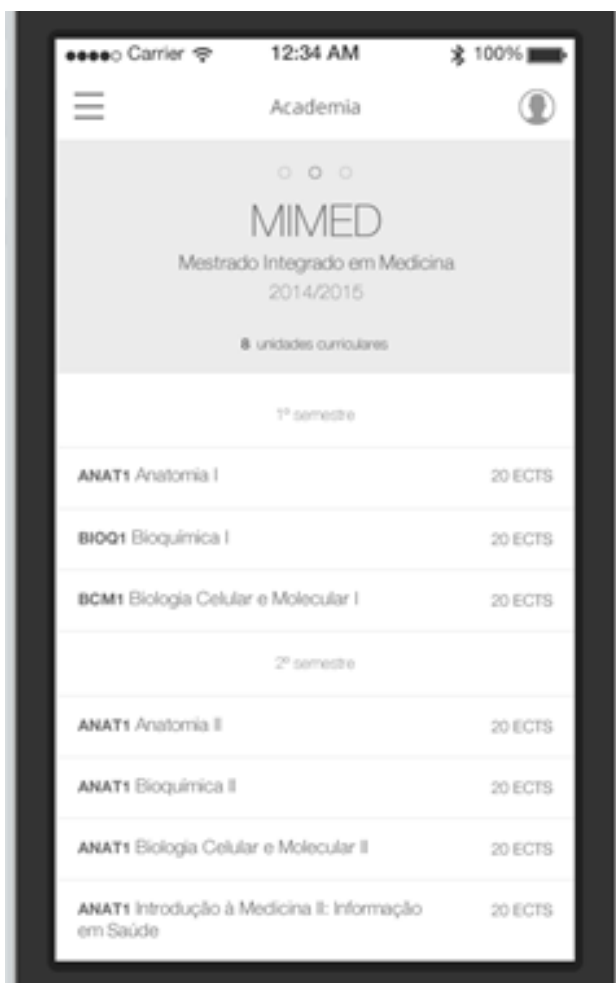 Carrier 12:34 AM 100%
Academia
MIMED
Mestrado Integrado em Medicina
2014/2015
8 unidades curriculares
1º semestre
ANAT1 Anatomia I 20 ECTS
BIOQ1 Bioquímica I 20 ECTS
BCM1 Biologia Celular e Molecular I 20 ECTS
2º semestre
ANAT1 Anatomia II 20 ECTS
ANAT1 Bioquímica II 20 ECTS
ANAT1 Biologia Celular e Molecular II 20 ECTS
ANAT1 Introdução à Medicina II: Informação 20 ECTS
em Saúde